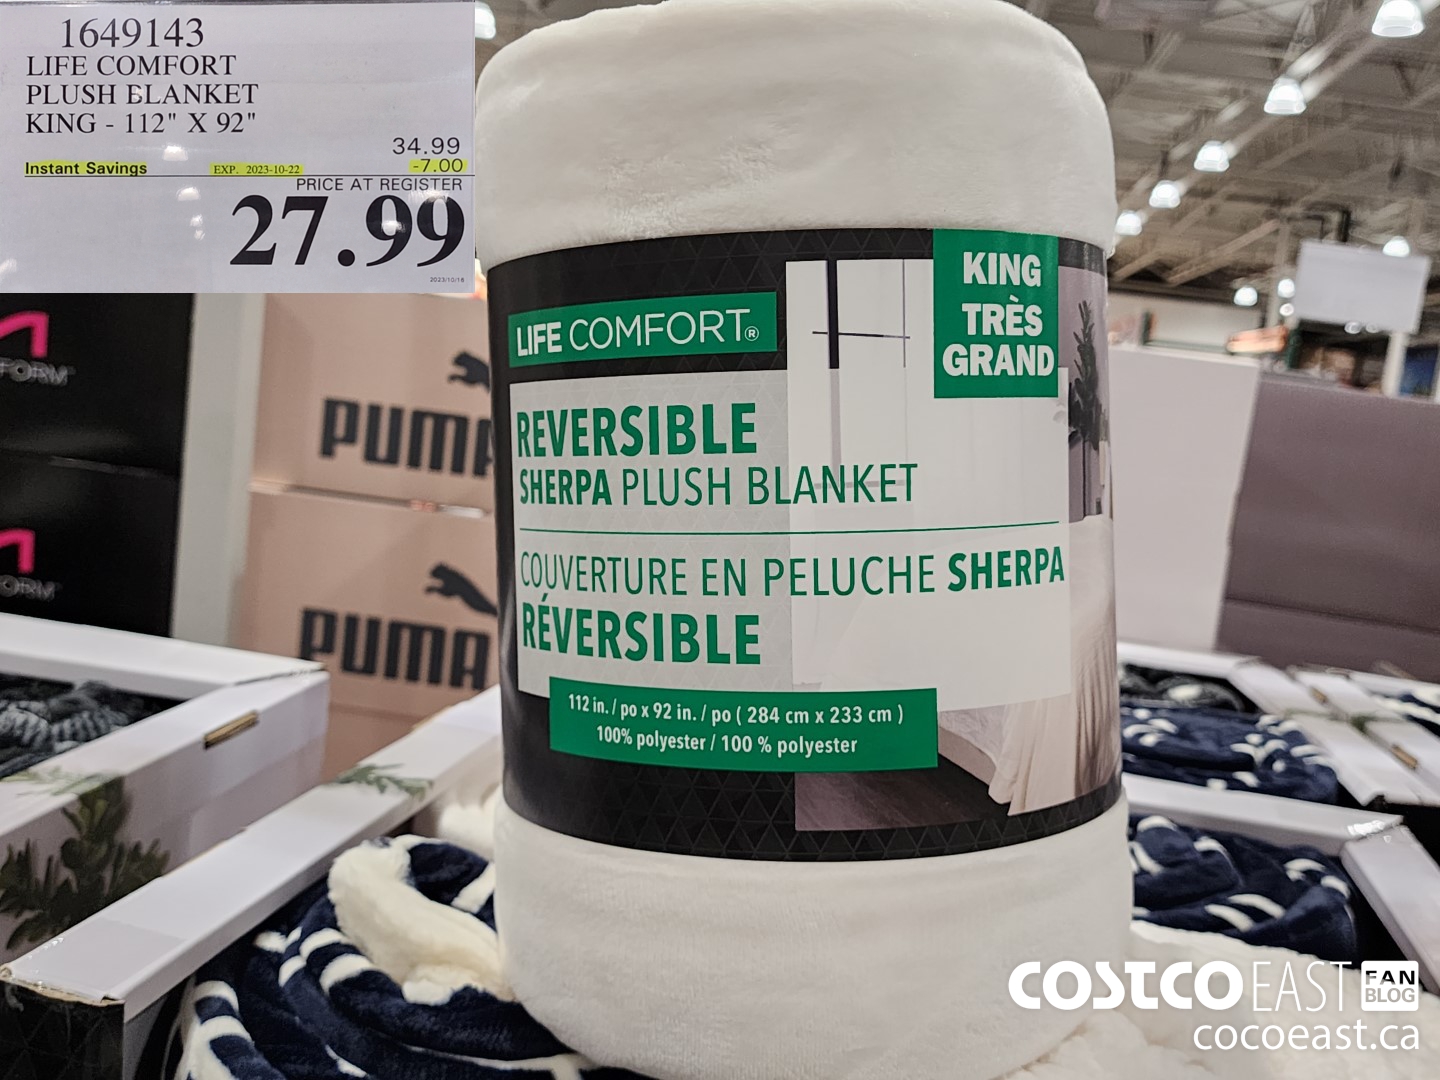 1649143
LIFE COMFORT
PLUSH BLANKET
KING - 112" X 92"
34.99
Instant Savings EXP. 2023-10-22 -7.00
PRICE AT REGISTER
27.99
2023/10/16
KING
TRÈS
GRAND
LIFE COMFORT®
REVERSIBLE
SHERPA PLUSH BLANKET
COUVERTURE EN PELUCHE SHERPA
RÉVERSIBLE
112 in. / po x 92 in. / po ( 284 cm x 233 cm )
100% polyester / 100 % polyester
PUMA
PUMA
COSTCO EAST FAN BLOG
cocoeast.ca